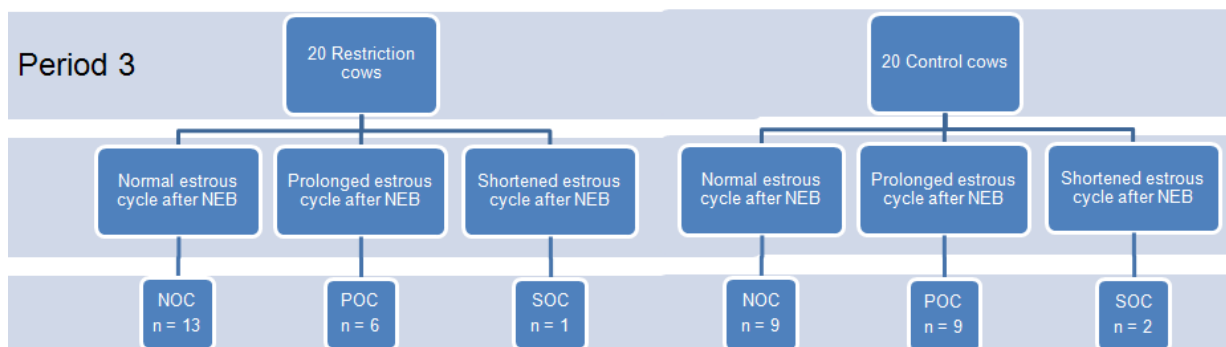 Period 3
20 Restriction
cows
20 Control cows
Normal estrous
cycle after NEB
Prolonged estrous
cycle after NEB
Shortened estrous
cycle after NEB
Normal estrous
cycle after NEB
Prolonged estrous
cycle after NEB
Shortened estrous
cycle after NEB
NOC
n = 13
POC
n = 6
SOC
n = 1
NOC
n = 9
POC
n = 9
SOC
n = 2